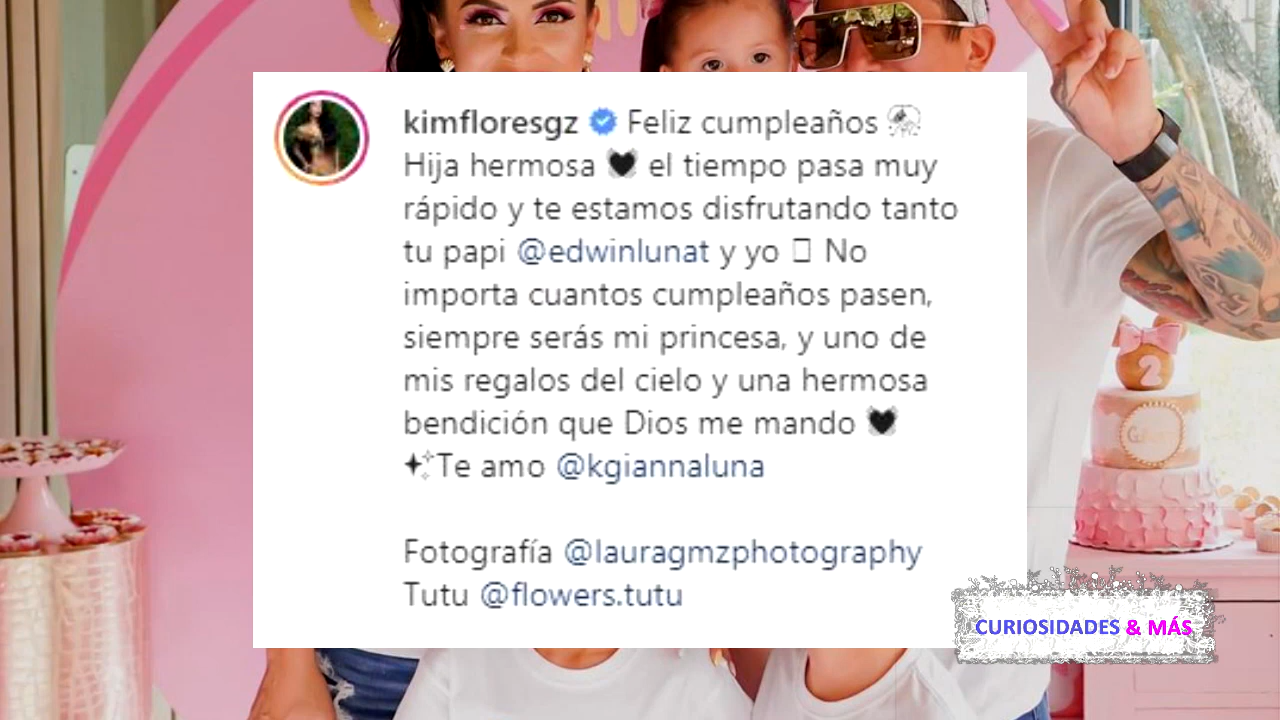 kimfloresgz Feliz cumpleaños
Hija hermosa 🖤 el tiempo pasa muy
rápido y te estamos disfrutando tanto
tu papi @edwinlunat y yo No
importa cuantos cumpleaños pasen,
siempre serás mi princesa, y uno de
mis regalos del cielo y una hermosa
bendición que Dios me mando 🖤
✨Te amo @kgiannaluna
Fotografía @lauragmzphotography
Tutu @flowers.tutu
2
CURIOSIDADES & MÁS